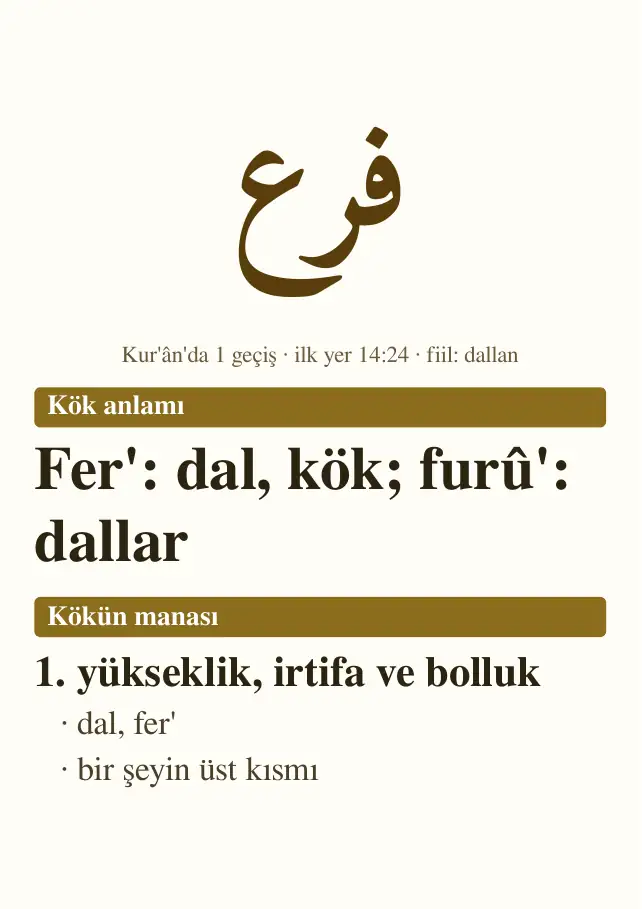 فرع
Kur'ân'da 1 geçiş · ilk yer 14:24 · fiil: dallan
Kök anlamı
Fer': dal, kök; furû':
dallar
Kökün manası
1. yükseklik, irtifa ve bolluk
· dal, fer'
· bir şeyin üst kısmı